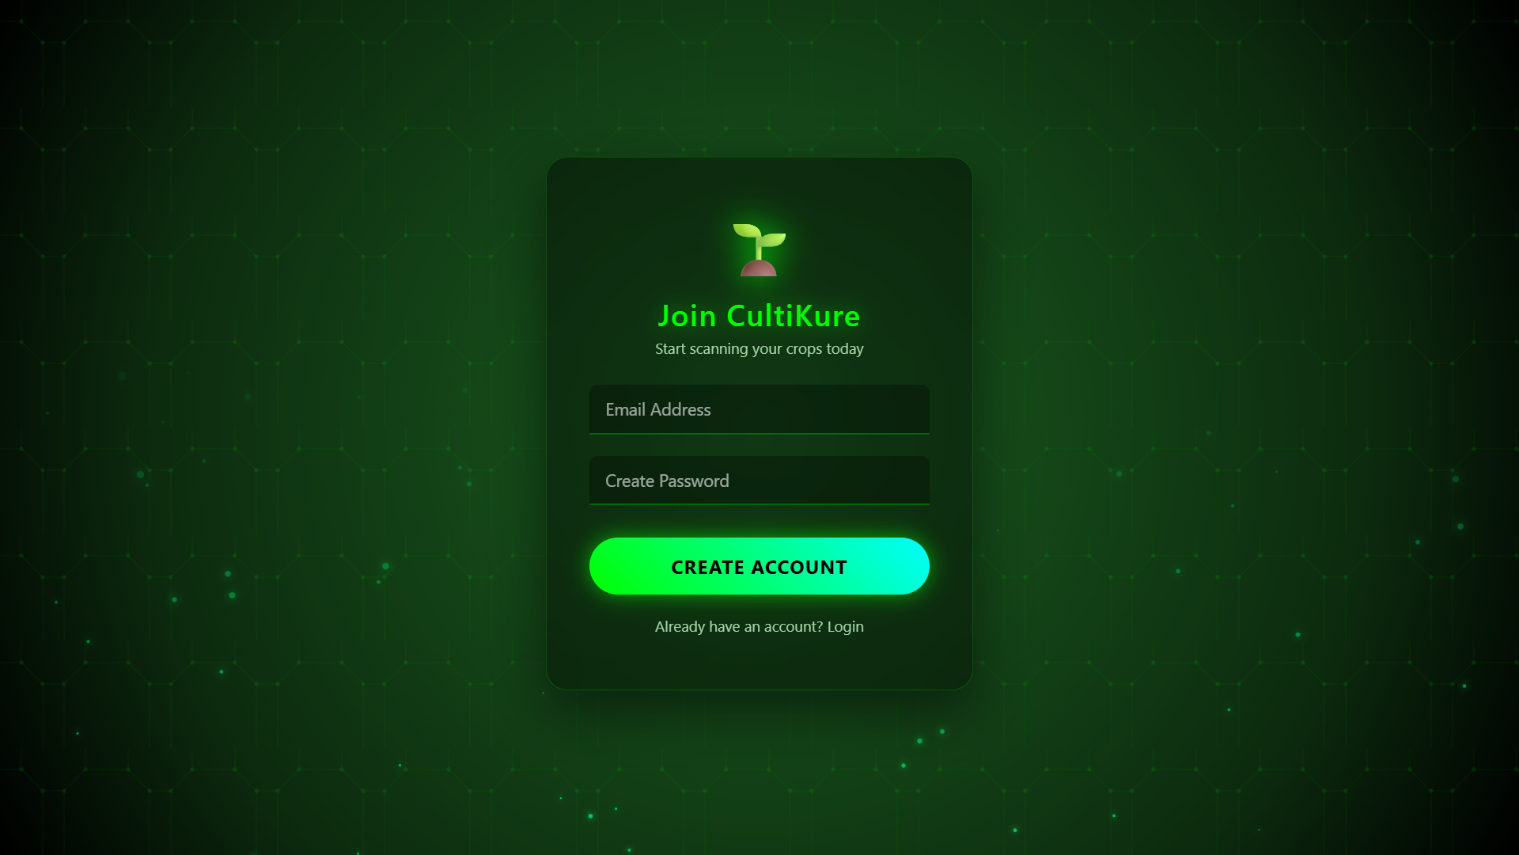 Join CultiKure
Start scanning your crops today
Email Address
Create Password
CREATE ACCOUNT
Already have an account? Login